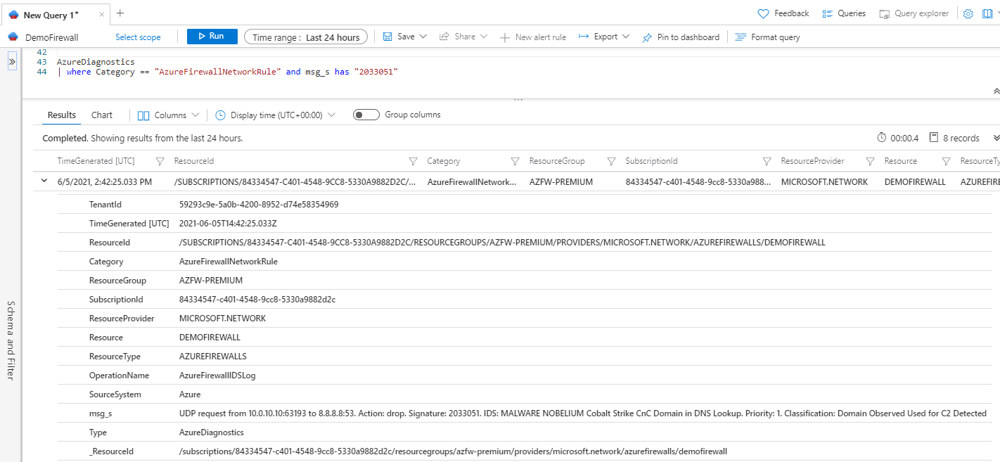 New Query 1* × +
Feedback Queries Query explorer
DemoFirewall Select scope Run Time range : Last 24 hours Save Share New alert rule Export Pin to dashboard Format query
42
43 AzureDiagnostics
44 | where Category == "AzureFirewallNetworkRule" and msg_s has "2033051"
Results Chart Columns Display time (UTC+00:00) Group columns
Completed. Showing results from the last 24 hours. 00:00.4 8 records
TimeGenerated [UTC] ResourceId Category ResourceGroup SubscriptionId ResourceProvider Resource ResourceTy
6/5/2021, 2:42:25.033 PM /SUBSCRIPTIONS/84334547-C401-4548-9CC8-5330A9882D2C/... AzureFirewallNetwork... AZFW-PREMIUM 84334547-c401-4548-9cc8-5330a988... MICROSOFT.NETWORK DEMOFIREWALL AZUREFIRE
TenantId 59293c9e-5a0b-4200-8952-d74e58354969
TimeGenerated [UTC] 2021-06-05T14:42:25.033Z
ResourceId /SUBSCRIPTIONS/84334547-C401-4548-9CC8-5330A9882D2C/RESOURCEGROUPS/AZFW-PREMIUM/PROVIDERS/MICROSOFT.NETWORK/AZUREFIREWALLS/DEMOFIREWALL
Category AzureFirewallNetworkRule
ResourceGroup AZFW-PREMIUM
SubscriptionId 84334547-c401-4548-9cc8-5330a9882d2c
ResourceProvider MICROSOFT.NETWORK
Resource DEMOFIREWALL
ResourceType AZUREFIREWALLS
OperationName AzureFirewallIDSLog
SourceSystem Azure
msg_s UDP request from 10.0.10.10:63193 to 8.8.8.8:53. Action: drop. Signature: 2033051. IDS: MALWARE NOBELIUM Cobalt Strike CnC Domain in DNS Lookup. Priority: 1. Classification: Domain Observed Used for C2 Detected
Type AzureDiagnostics
_ResourceId /subscriptions/84334547-c401-4548-9cc8-5330a9882d2c/resourcegroups/azfw-premium/providers/microsoft.network/azurefirewalls/demofirewall
Schema and Filter